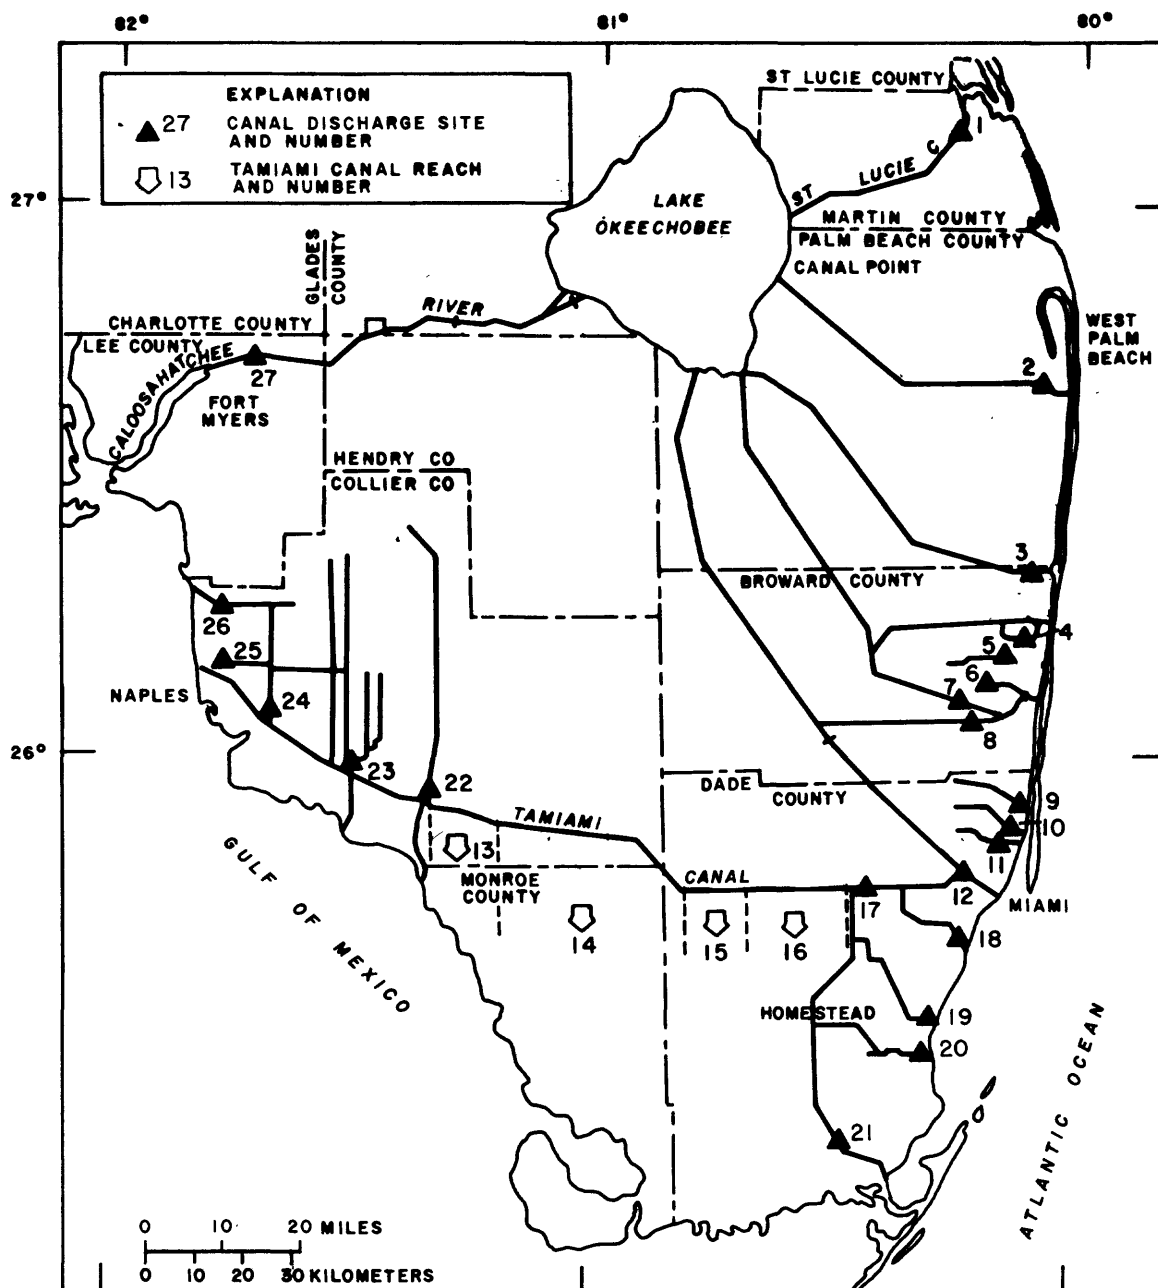 82° 81° 80°
EXPLANATION
27 CANAL DISCHARGE SITE
AND NUMBER
13 TAMIAMI CANAL REACH
AND NUMBER
ST LUCIE COUNTY
1
ST LUCIE C
27°
LAKE
OKEECHOBEE
MARTIN COUNTY
PALM BEACH COUNTY
CANAL POINT
GLADES
COUNTY
RIVER
CHARLOTTE COUNTY
LEE COUNTY
CALOOSAHATCHEE
27
FORT
MYERS
WEST
PALM
BEACH
2
HENDRY CO
COLLIER CO
3
BROWARD COUNTY
26
4
5
25
6
NAPLES
24
7
8
26°
23
22
DADE
COUNTY
9
TAMIAMI
10
13
11
MONROE
COUNTY
CANAL
12
17
MIAMI
GULF OF MEXICO
14
15
16
18
HOMESTEAD
19
20
ATLANTIC OCEAN
21
0 10 20 MILES
0 10 20 30 KILOMETERS